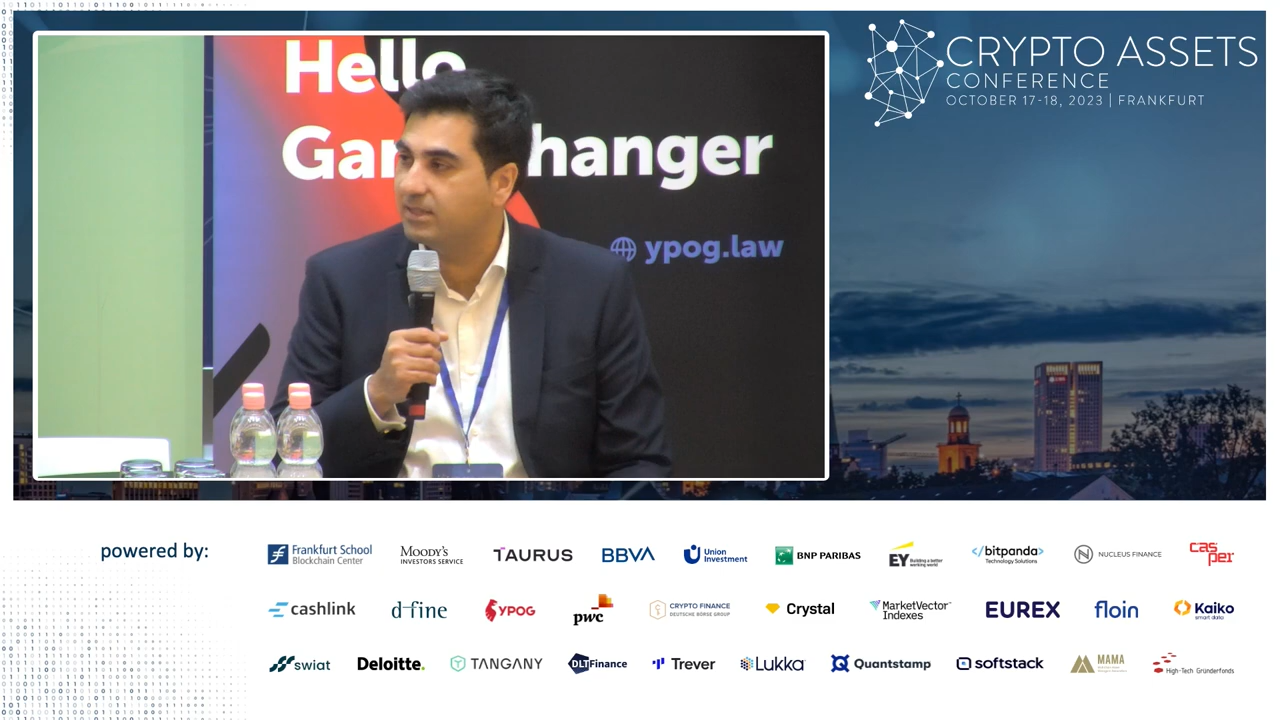 Hello
Gam hanger
ypog.law
CRYPTO ASSETS
CONFERENCE
OCTOBER 17-18, 2023 | FRANKFURT
powered by:
Frankfurt School
Blockchain Center
MOODY'S
INVESTORS SERVICE
TAURUS
BBVA
Union
Investment
BNP PARIBAS
EY
Building a better
working world
bitpanda
Technology Solutions
N
NUCLEUS FINANCE
casper
cashlink
d-fine
YPOG
pwc
CRYPTO FINANCE
DEUTSCHE BÖRSE GROUP
Crystal
MarketVector
Indexes
EUREX
floin
Kaiko
smart data
swiat
Deloitte.
TANGANY
DLT Finance
Trever
Lukka
Quantstamp
softstack
MAMA
High-Tech Gründerfonds